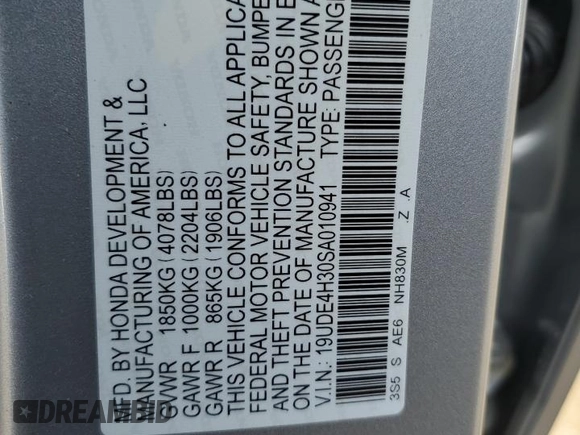 MFD. BY HONDA DEVELOPMENT &
MANUFACTURING OF AMERICA, LLC
GVWR 1850KG (4078LBS)
GAWR F 1000KG (2204LBS)
GAWR R 865KG (1906LBS)
THIS VEHICLE CONFORMS TO ALL APPLICA
FEDERAL MOTOR VEHICLE SAFETY, BUMPE
AND THEFT PREVENTION STANDARDS IN E
ON THE DATE OF MANUFACTURE SHOWN A
V.I.N.: 19UDE4H30SA010941 TYPE: PASSENG
3S5 S AE6 NH830M .Z .A
DREAMBID